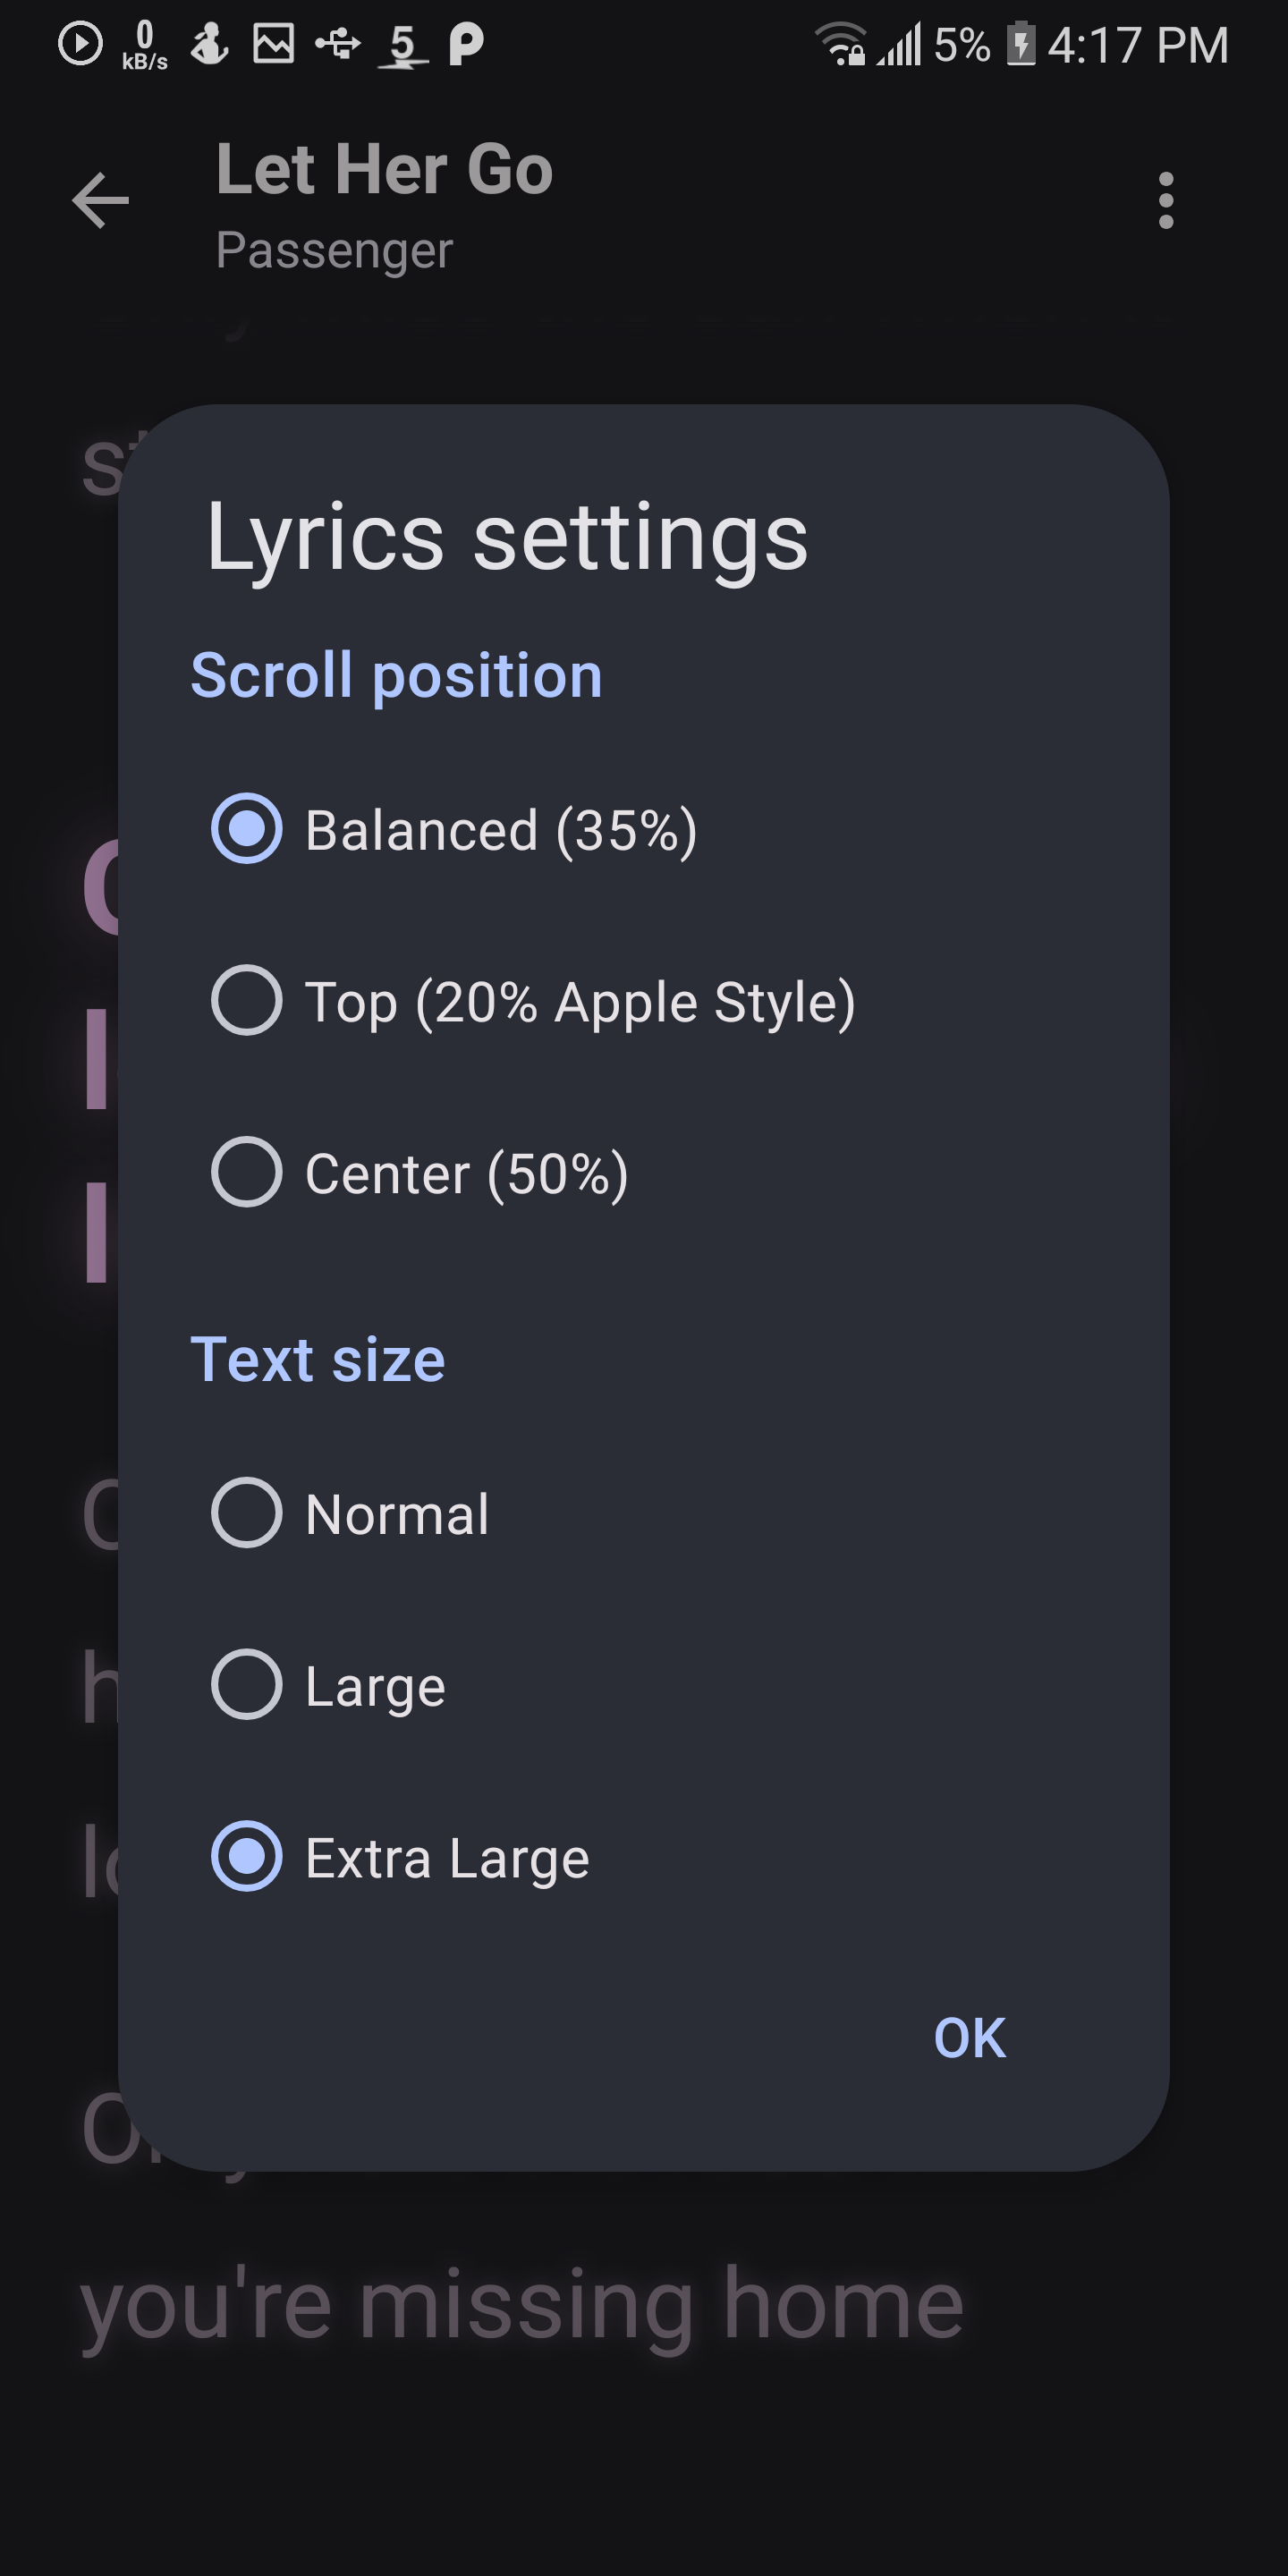 0
kB/s
5
5%
4:17 PM
Let Her Go
Passenger
Lyrics settings
Scroll position
Balanced (35%)
Top (20% Apple Style)
Center (50%)
Text size
Normal
Large
Extra Large
OK
you're missing home